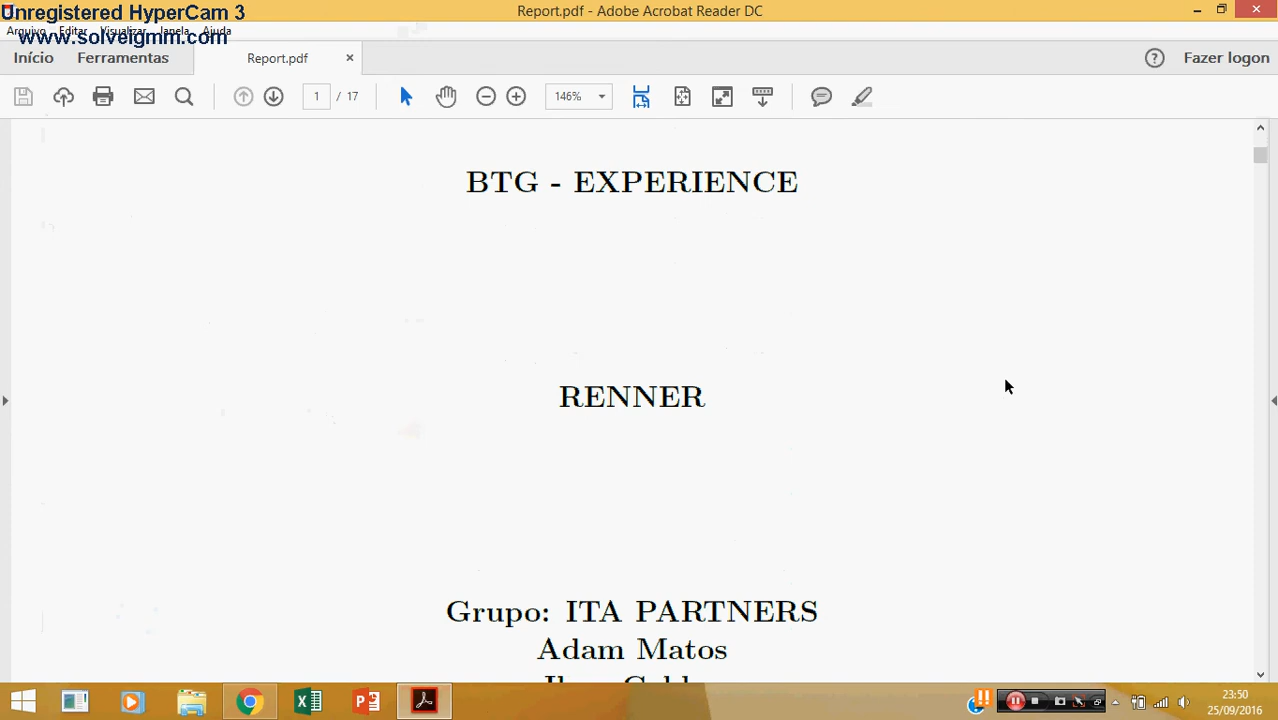 Unregistered HyperCam 3
www.solveigmm.com
Report.pdf - Adobe Acrobat Reader DC
Arquivo Editar Visualizar Janela Ajuda
Início Ferramentas Report.pdf × ? Fazer logon
1 / 17 146%
BTG - EXPERIENCE
RENNER
Grupo: ITA PARTNERS
Adam Matos
23:50
25/09/2016